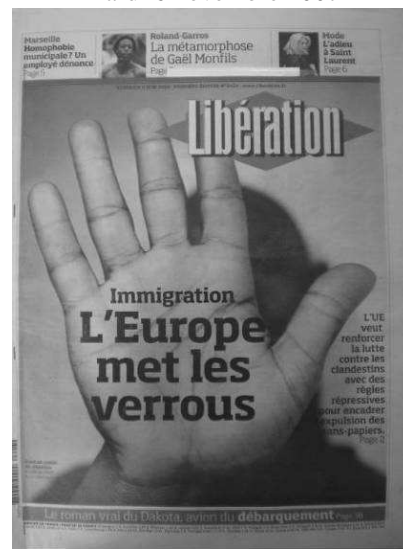 Marseille
Homophobie
municipale? Un
employé dénonce
Page 5
Roland-Garros
La métamorphose
de Gaël Monfils
Page
Mode
L'adieu
à Saint
Laurent
Page 6
Libération
Immigration
L'Europe
met les
verrous
L'UE
veut
renforcer
la lutte
contre les
clandestins
avec des
règles
répressives
pour encadrer
l'expulsion des
sans-papiers.
Page 2
Le roman vrai du Dakota, avion du débarquement